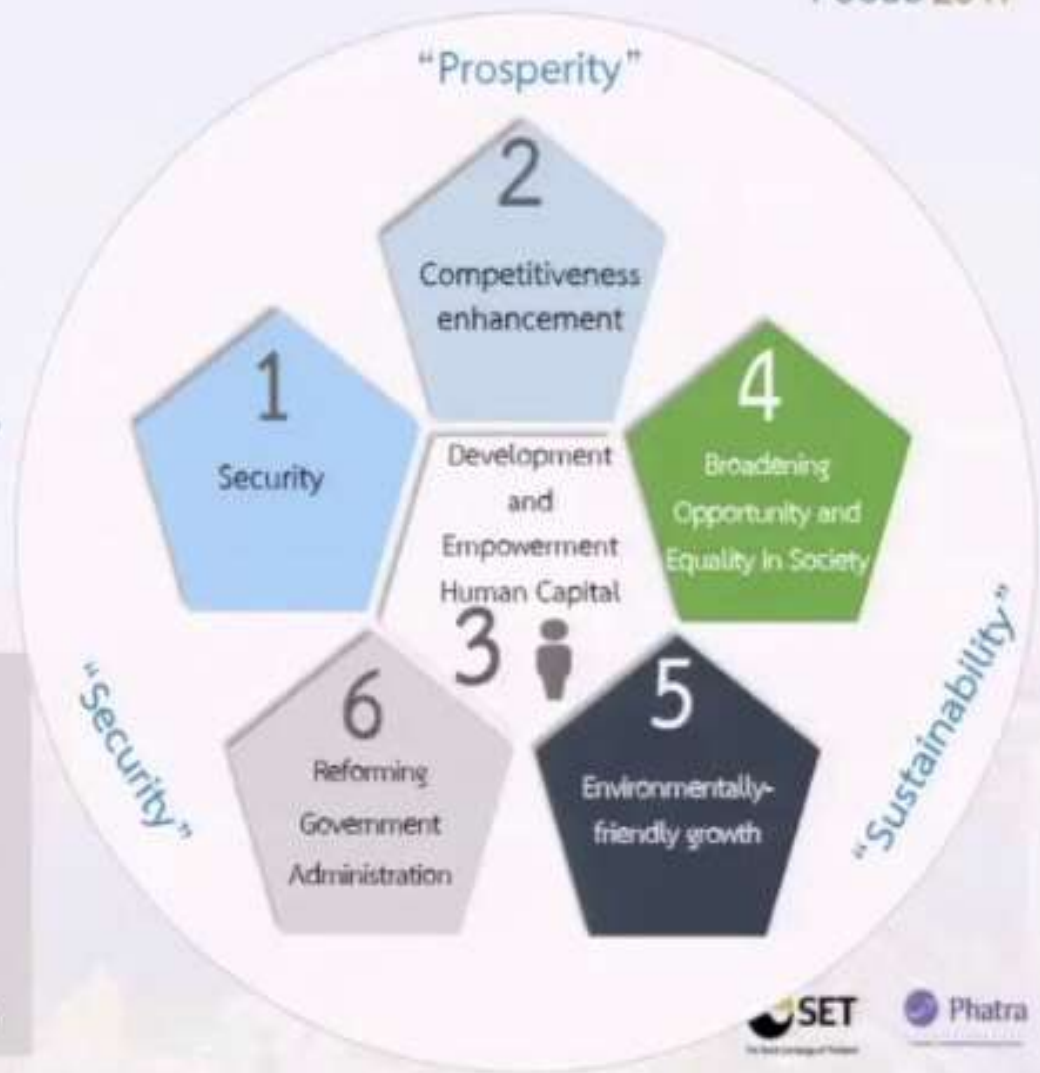 "Prosperity"
2
Competitiveness
enhancement
1
Security
4
Broadening
Opportunity and
Equality in Society
Development
and
Empowerment
Human Capital
3
6
Reforming
Government
Administration
5
Environmentally-
friendly growth
"Security"
"Sustainability"
SET
Phatra